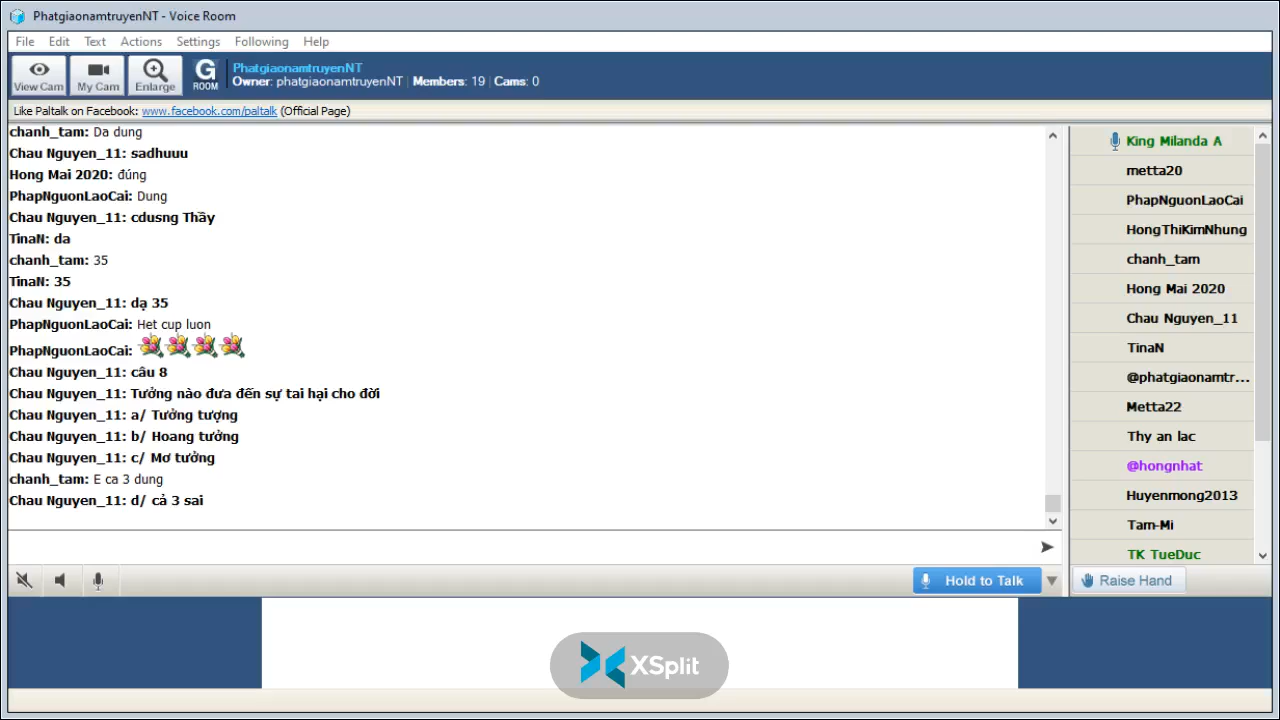 PhatgiaonamtruyenNT - Voice Room
File Edit Text Actions Settings Following Help
View Cam My Cam Enlarge G ROOM
PhatgiaonamtruyenNT
Owner: phatgiaonamtruyenNT | Members: 19 | Cams: 0
Like Paltalk on Facebook: www.facebook.com/paltalk (Official Page)
chanh_tam: Da dung
Chau Nguyen_11: sadhuuu
Hong Mai 2020: đúng
PhapNguonLaoCai: Dung
Chau Nguyen_11: cdusng Thầy
TinaN: da
chanh_tam: 35
TinaN: 35
Chau Nguyen_11: dạ 35
PhapNguonLaoCai: Het cup luon
PhapNguonLaoCai:
Chau Nguyen_11: câu 8
Chau Nguyen_11: Tưởng nào đưa đến sự tai hại cho đời
Chau Nguyen_11: a/ Tưởng tượng
Chau Nguyen_11: b/ Hoang tưởng
Chau Nguyen_11: c/ Mơ tưởng
chanh_tam: E ca 3 dung
Chau Nguyen_11: d/ cả 3 sai
King Milanda A
metta20
PhapNguonLaoCai
HongThiKimNhung
chanh_tam
Hong Mai 2020
Chau Nguyen_11
TinaN
@phatgiaonamtr...
Metta22
Thy an lac
@hongnhat
Huyenmong2013
Tam-Mi
TK TueDuc
Hold to Talk
Raise Hand
XSplit